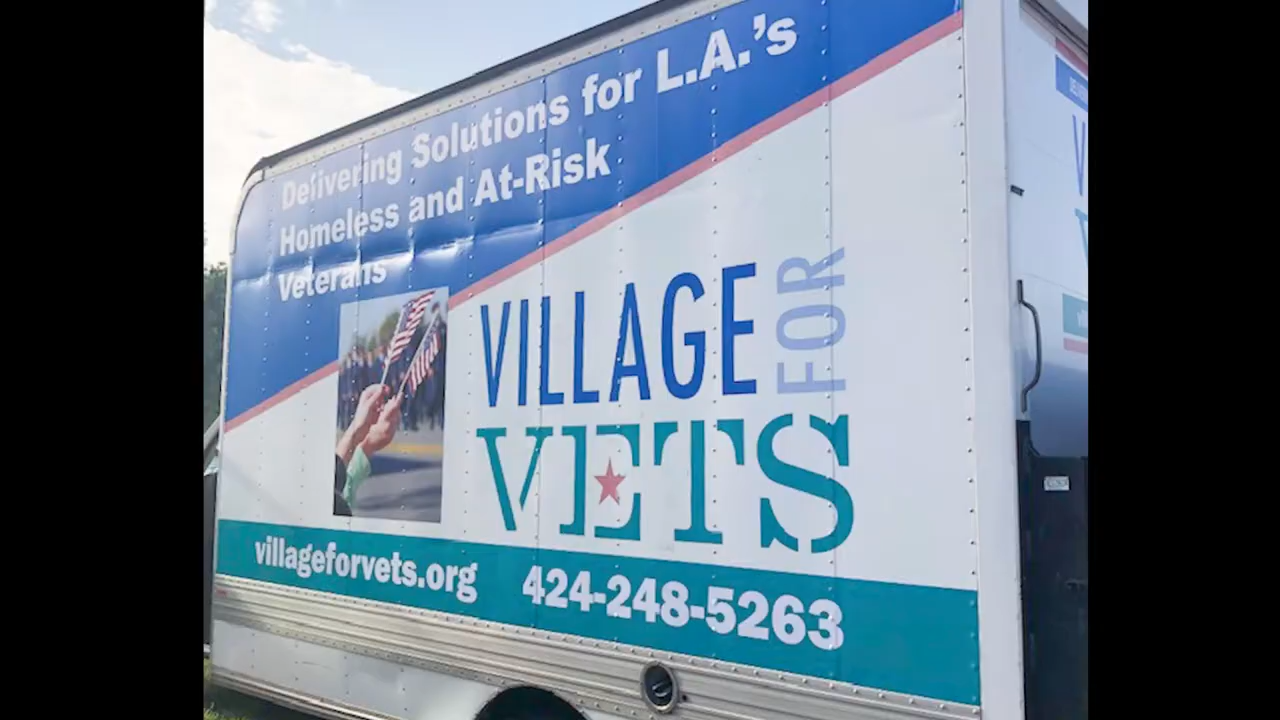 Delivering Solutions for L.A.'s
Homeless and At-Risk
Veterans
VILLAGE FOR
VETS
villageforvets.org 424-248-5263